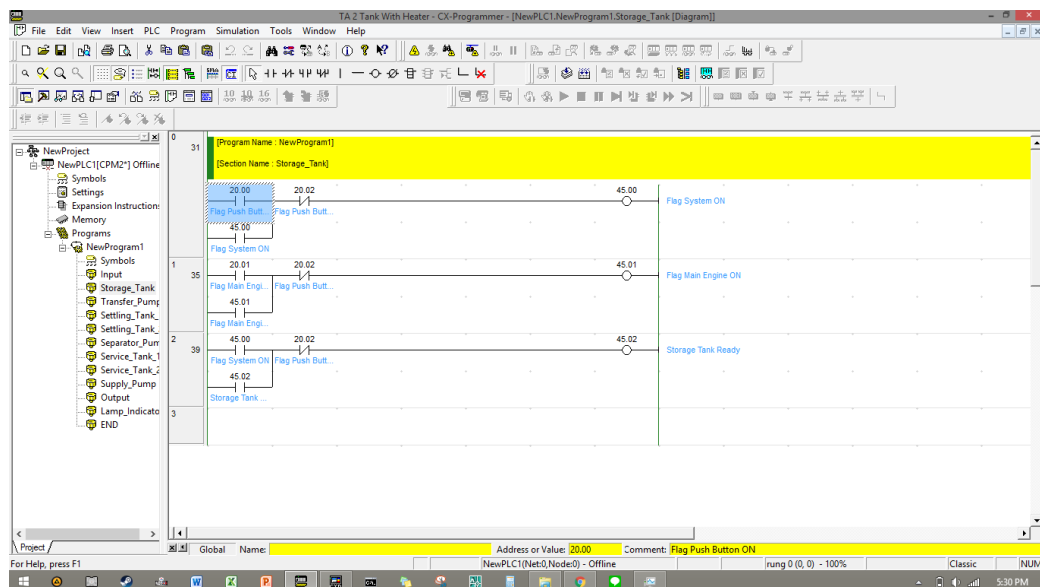 TA 2 Tank With Heater - CX-Programmer - [NewPLC1.NewProgram1.Storage_Tank [Diagram]]
File Edit View Insert PLC Program Simulation Tools Window Help
NewProject
NewPLC1[CPM2*] Offline
Symbols
Settings
Expansion Instructions
Memory
Programs
NewProgram1
Symbols
Input
Storage_Tank
Transfer_Pump
Settling_Tank_
Settling_Tank_
Separator_Pum
Service_Tank_1
Service_Tank_2
Supply_Pump
Output
Lamp_Indicato
END
Project
0
31
[Program Name : NewProgram1]
[Section Name : Storage_Tank]
20.00 20.02 45.00
Flag Push Butt... Flag Push Butt... Flag System ON
45.00
Flag System ON
1
35
20.01 20.02 45.01
Flag Main Engi... Flag Push Butt... Flag Main Engine ON
45.01
Flag Main Engi...
2
39
45.00 20.02 45.02
Flag System ON Flag Push Butt... Storage Tank Ready
45.02
Storage Tank ...
3
Global Name: Address or Value: 20.00 Comment: Flag Push Button ON
For Help, press F1 NewPLC1(Net:0,Node:0) - Offline rung 0 (0, 0) - 100% Classic NUM
5:30 PM